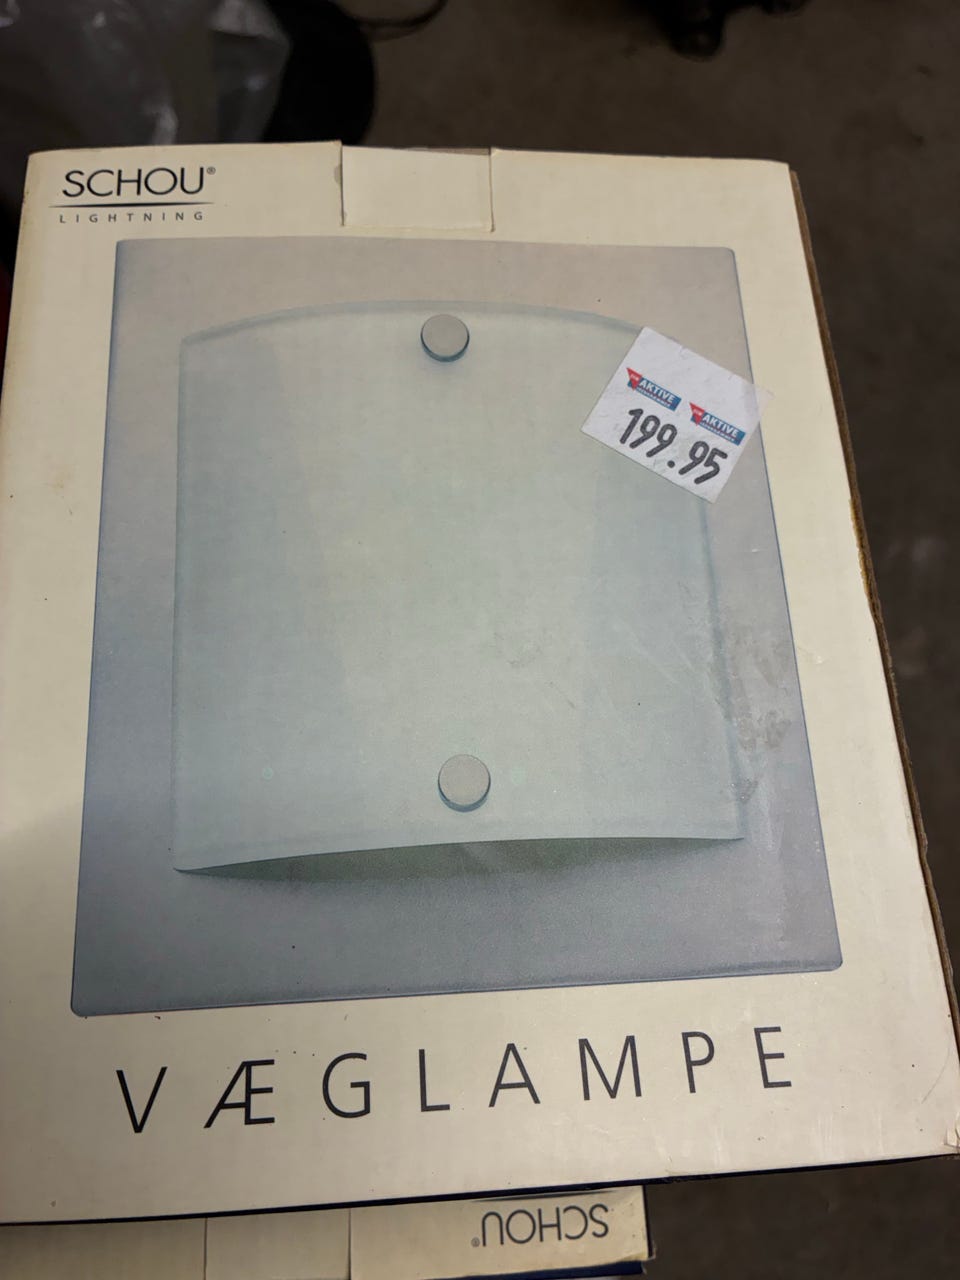 SCHOU®
LIGHTNING
AKTIVE AKTIVE
199.95
VÆGLAMPE
SCHOU®